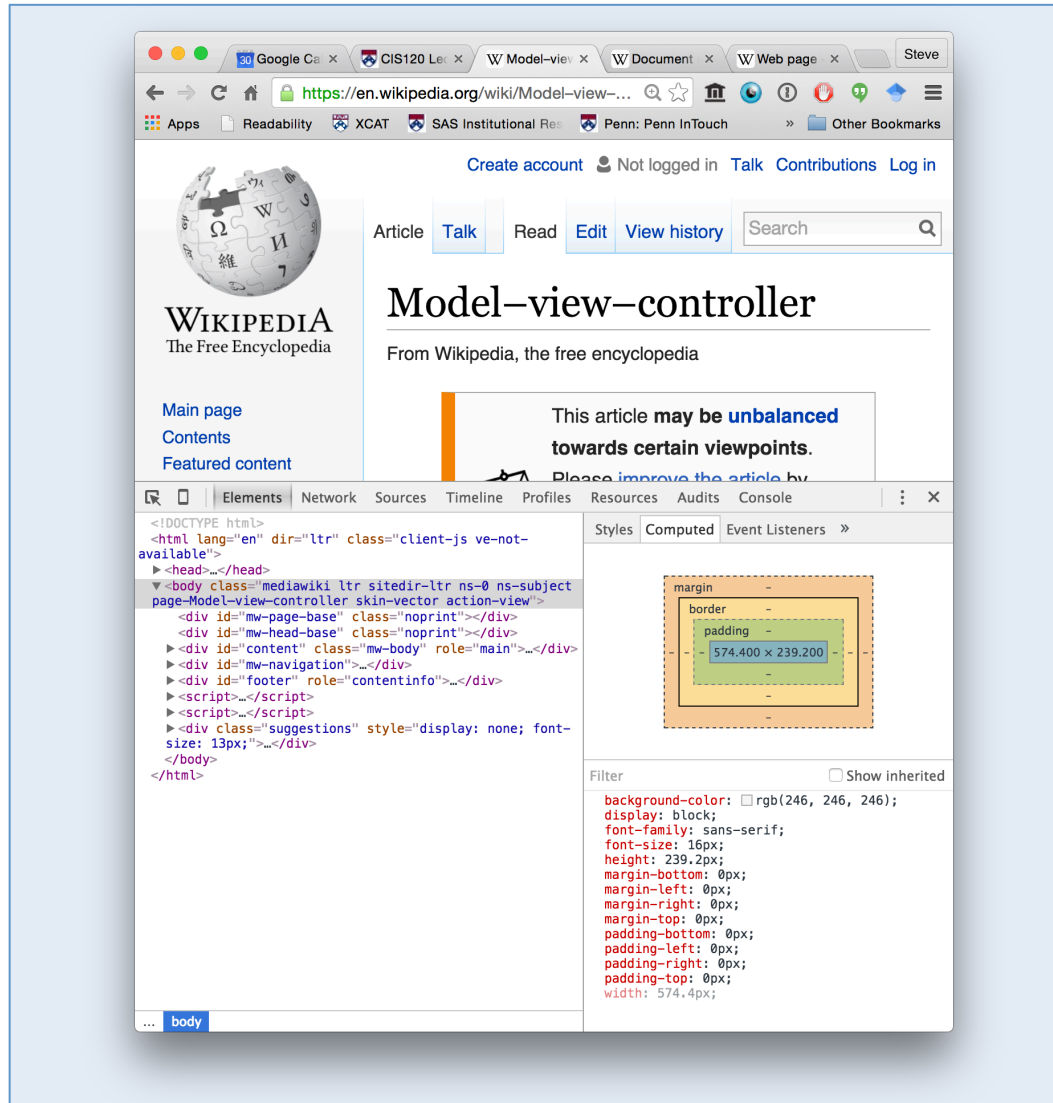 30 Google Ca × CIS120 Lec × W Model–view × W Document × W Web page - × Steve
https://en.wikipedia.org/wiki/Model–view–...
Apps Readability XCAT SAS Institutional Res Penn: Penn InTouch » Other Bookmarks
Create account Not logged in Talk Contributions Log in
Article Talk Read Edit View history Search
Ω W И 維 7
WIKIPEDIA
The Free Encyclopedia
Model–view–controller
From Wikipedia, the free encyclopedia
Main page
Contents
Featured content
This article may be unbalanced
towards certain viewpoints.
Please improve the article by
Elements Network Sources Timeline Profiles Resources Audits Console
<!DOCTYPE html>
<html lang="en" dir="ltr" class="client-js ve-not-
available">
▶<head>…</head>
▼<body class="mediawiki ltr sitedir-ltr ns-0 ns-subject
page-Model-view-controller skin-vector action-view">
<div id="mw-page-base" class="noprint"></div>
<div id="mw-head-base" class="noprint"></div>
▶<div id="content" class="mw-body" role="main">…</div>
▶<div id="mw-navigation">…</div>
▶<div id="footer" role="contentinfo">…</div>
▶<script>…</script>
▶<script>…</script>
▶<div class="suggestions" style="display: none; font-
size: 13px;">…</div>
</body>
</html>
... body
Styles Computed Event Listeners »
margin –
border –
padding –
– – – 574.400 × 239.200 – – –
–
–
–
Filter Show inherited
background-color: rgb(246, 246, 246);
display: block;
font-family: sans-serif;
font-size: 16px;
height: 239.2px;
margin-bottom: 0px;
margin-left: 0px;
margin-right: 0px;
margin-top: 0px;
padding-bottom: 0px;
padding-left: 0px;
padding-right: 0px;
padding-top: 0px;
width: 574.4px;